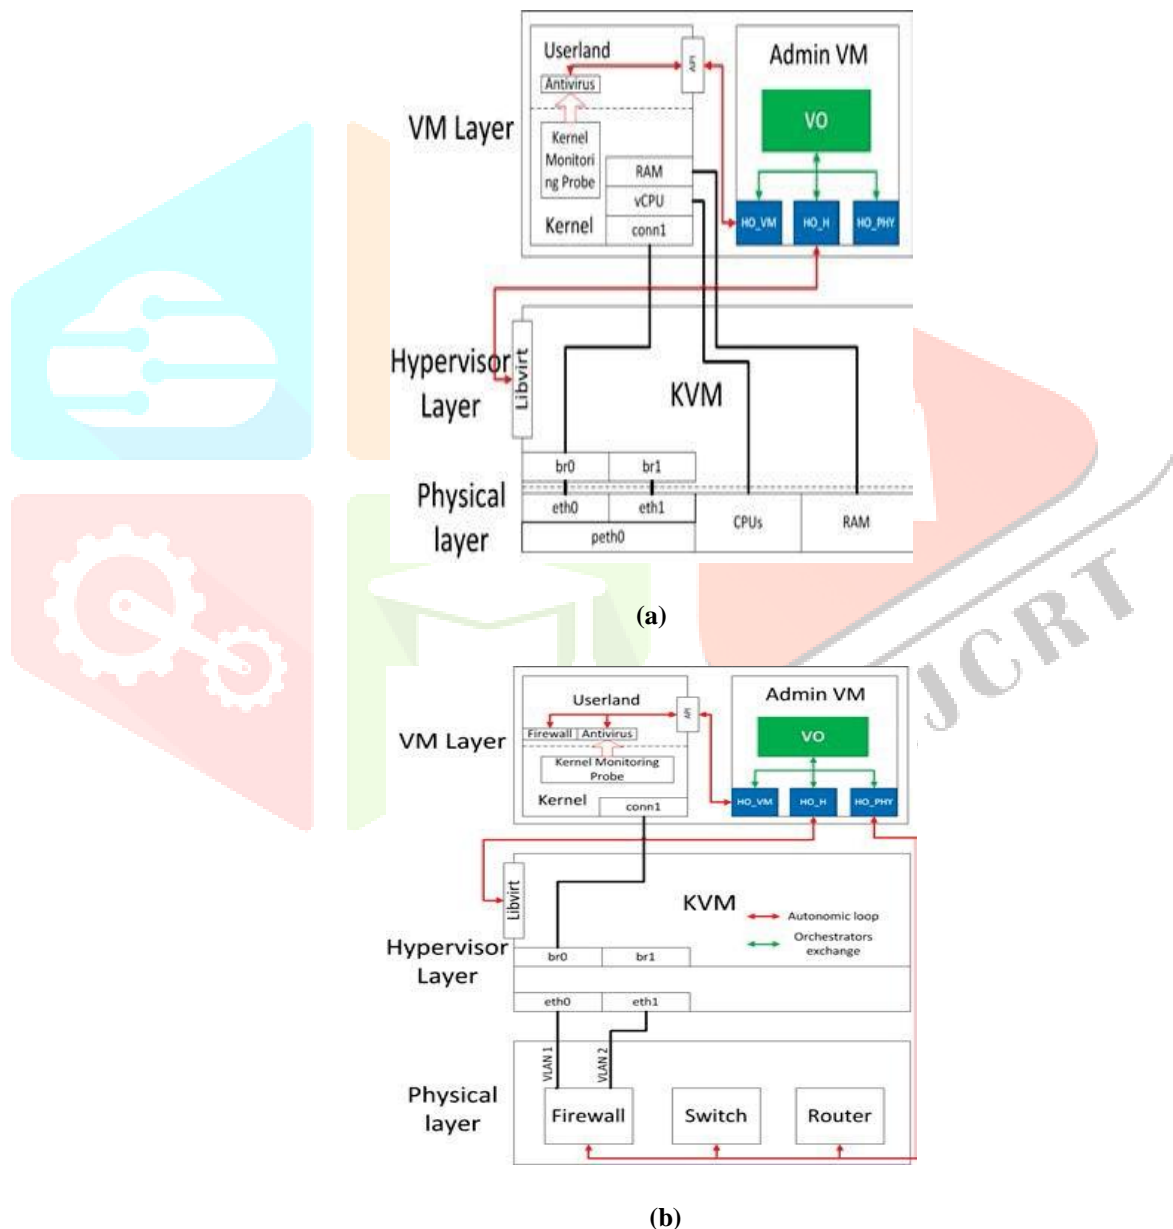 Userland
API
Admin VM
Antivirus
VO
VM Layer
Kernel
Monitori
ng Probe
RAM
vCPU
Kernel
conn1
HO_VM
HO_H
HO_PHY
Hypervisor
Layer
Libvirt
KVM
br0
br1
Physical
layer
eth0
eth1
CPUs
RAM
peth0
(a)
IJCRT
Userland
API
Admin VM
Firewall
Antivirus
VO
VM Layer
Kernel Monitoring
Probe
Kernel
conn1
HO_VM
HO_H
HO_PHY
Libvirt
KVM
Autonomic loop
Orchestrators
exchange
Hypervisor
Layer
br0
br1
eth0
eth1
VLAN 1
VLAN 2
Physical
layer
Firewall
Switch
Router
(b)